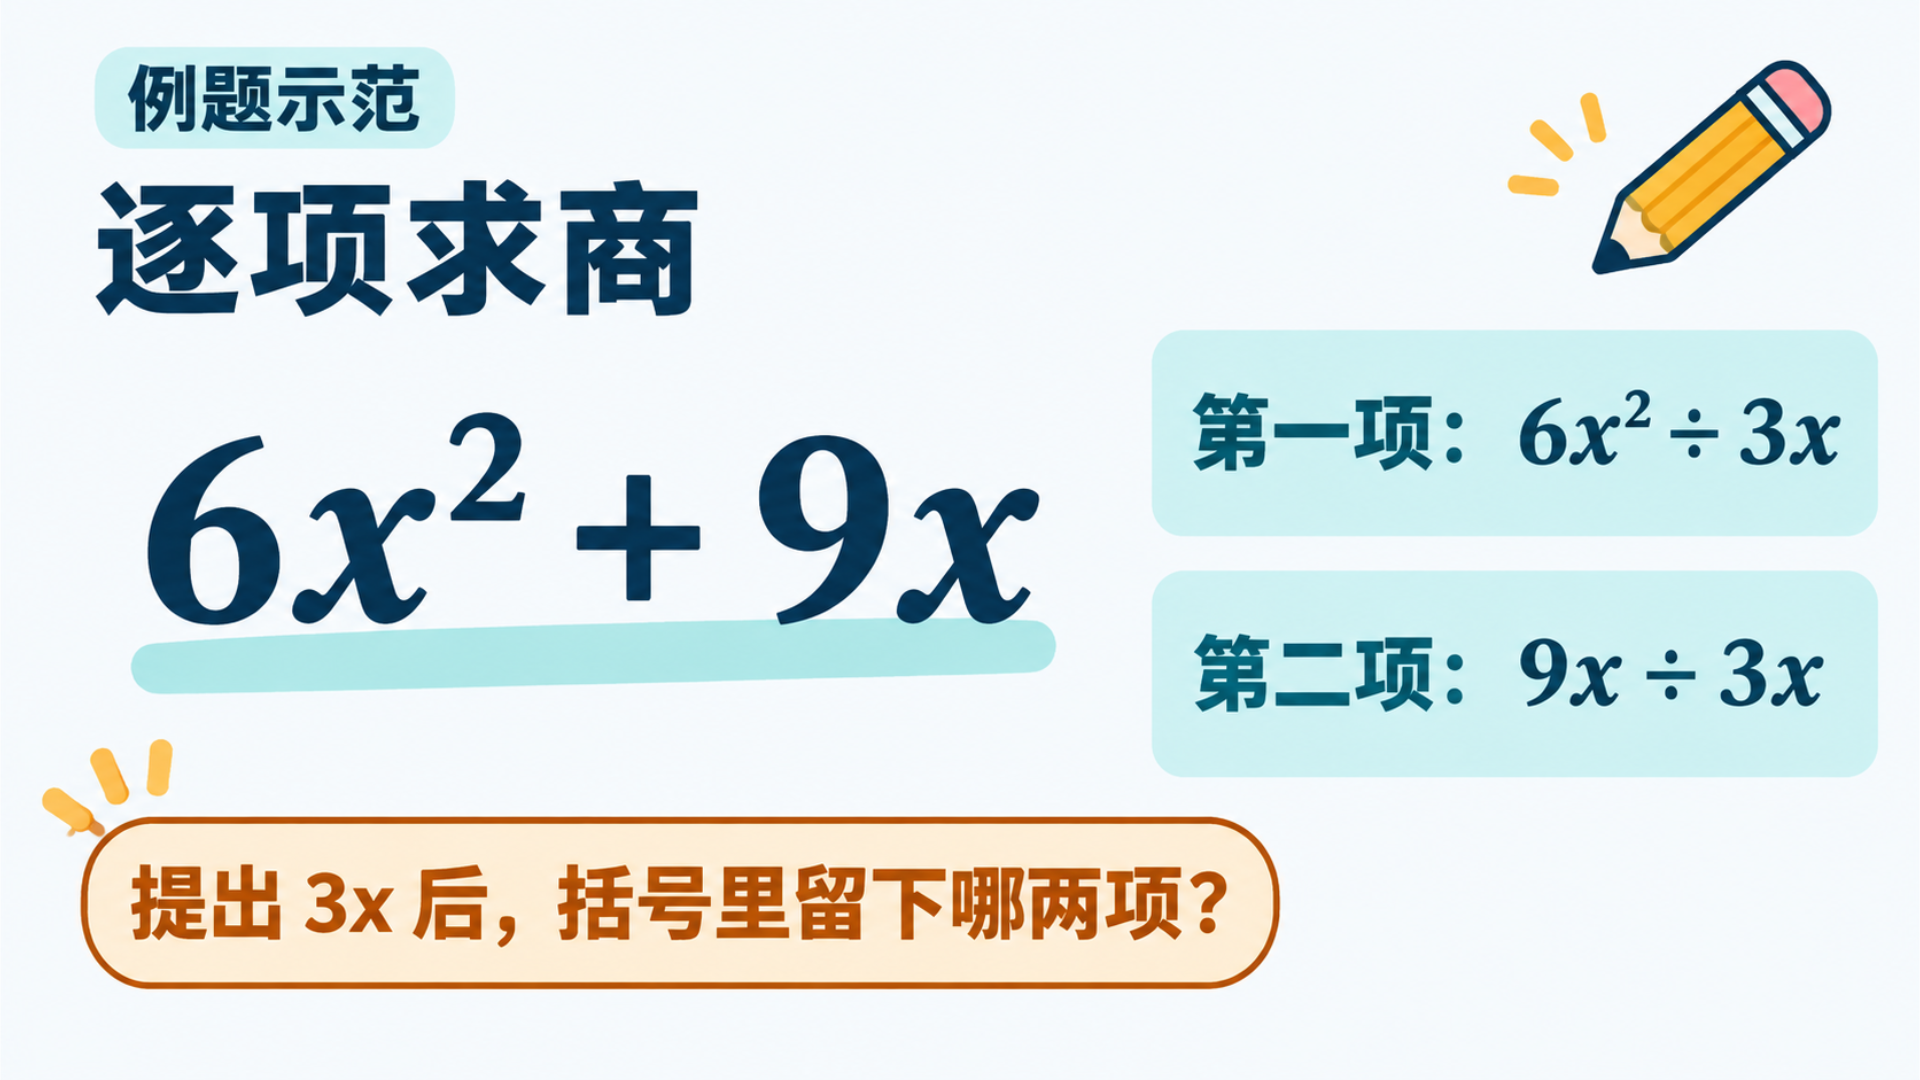 例题示范
逐项求商
6x² + 9x
第一项：6x² ÷ 3x
第二项：9x ÷ 3x
提出 3x 后，括号里留下哪两项？